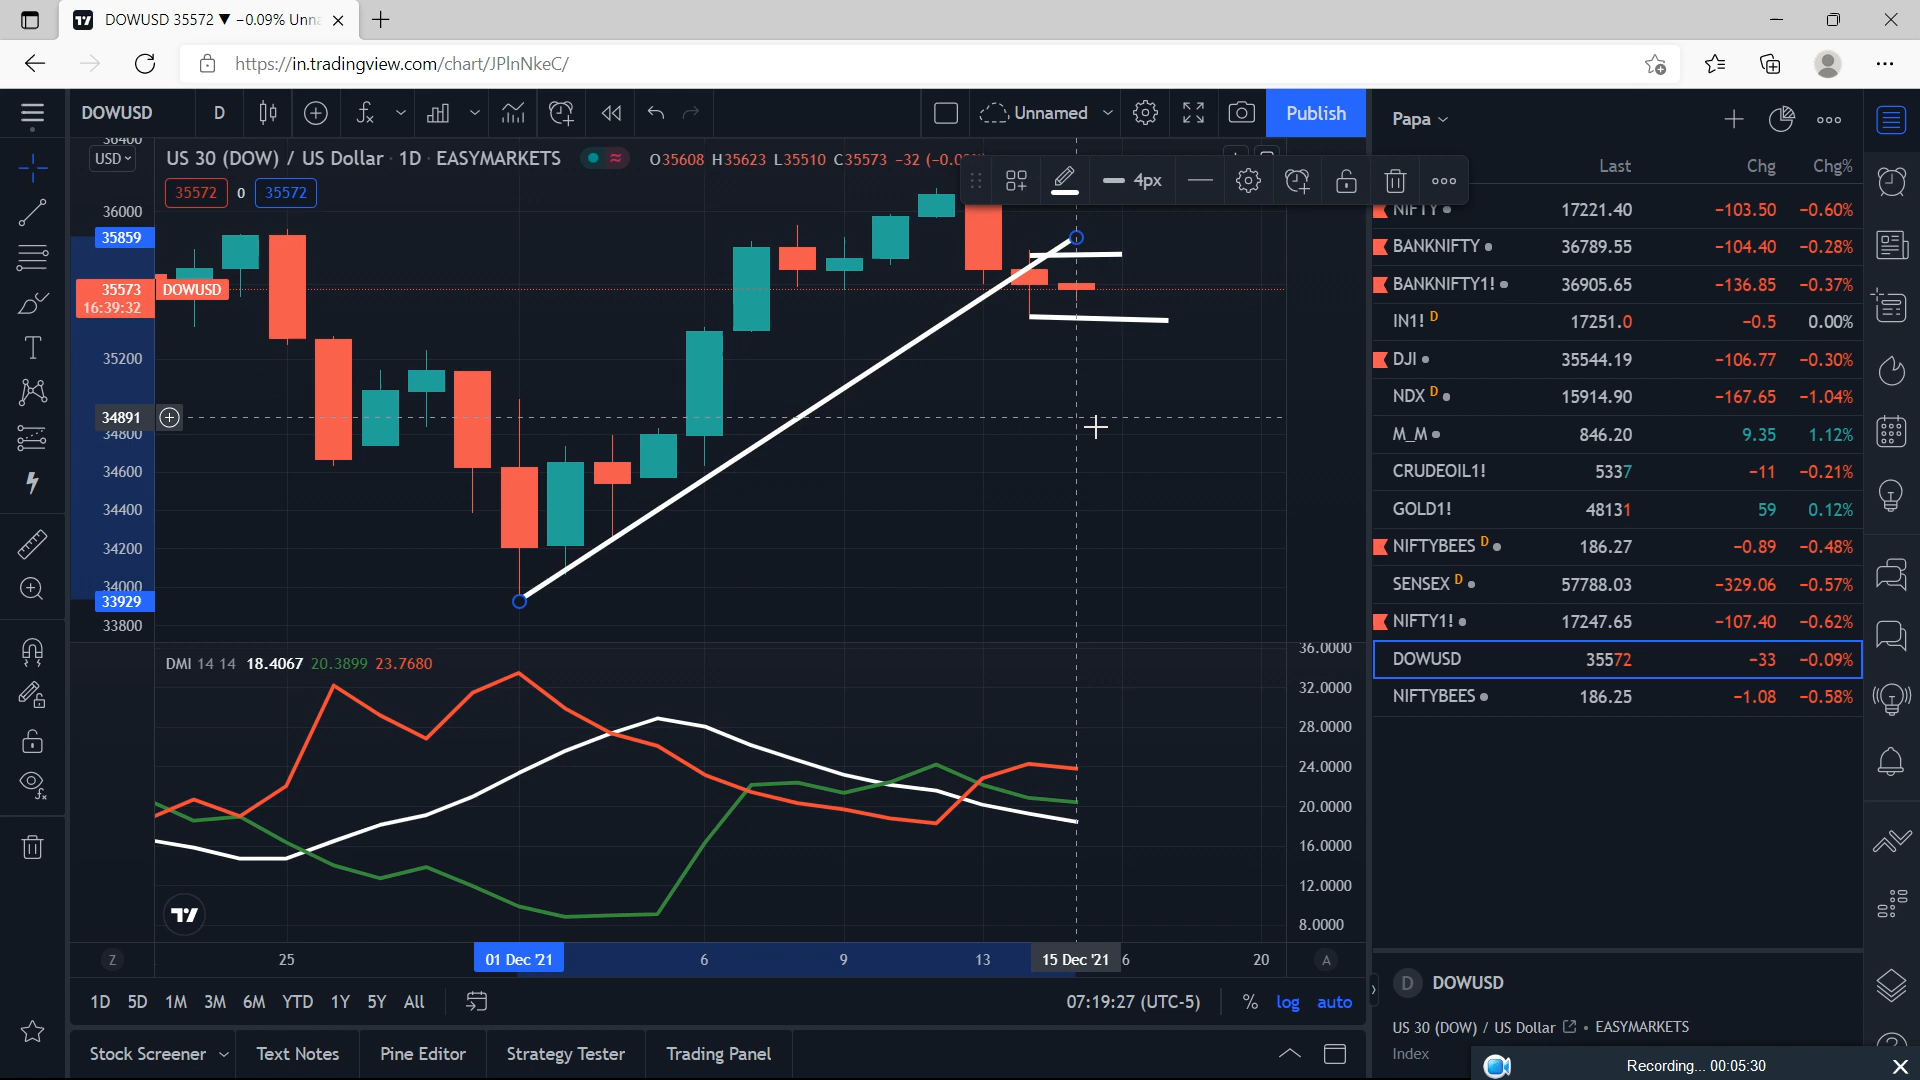 DOWUSD 35572 ▼ −0.09% Unna
https://in.tradingview.com/chart/JPlnNkeC/
DOWUSD D Unnamed Publish
US 30 (DOW) / US Dollar · 1D · EASYMARKETS O35608 H35623 L35510 C35573 −32
USD
35572 0 35572
4px
36000
35859
35573
16:39:32
DOWUSD
35200
34891
34800
34600
34400
34200
34000
33929
33800
DMI 14 14 18.4067 20.3899 23.7680
36.0000
32.0000
28.0000
24.0000
20.0000
16.0000
12.0000
8.0000
Z 25 01 Dec '21 6 9 13 15 Dec '21 6 20 A
1D 5D 1M 3M 6M YTD 1Y 5Y All 07:19:27 (UTC-5) % log auto
Stock Screener Text Notes Pine Editor Strategy Tester Trading Panel
Papa
Last Chg Chg%
NIFTY 17221.40 −103.50 −0.60%
BANKNIFTY 36789.55 −104.40 −0.28%
BANKNIFTY1! 36905.65 −136.85 −0.37%
IN1! D 17251.0 −0.5 0.00%
DJI 35544.19 −106.77 −0.30%
NDX D 15914.90 −167.65 −1.04%
M_M 846.20 9.35 1.12%
CRUDEOIL1! 5337 −11 −0.21%
GOLD1! 48131 59 0.12%
NIFTYBEES D 186.27 −0.89 −0.48%
SENSEX D 57788.03 −329.06 −0.57%
NIFTY1! 17247.65 −107.40 −0.62%
DOWUSD 35572 −33 −0.09%
NIFTYBEES 186.25 −1.08 −0.58%
D DOWUSD
US 30 (DOW) / US Dollar • EASYMARKETS
Index
Recording... 00:05:30